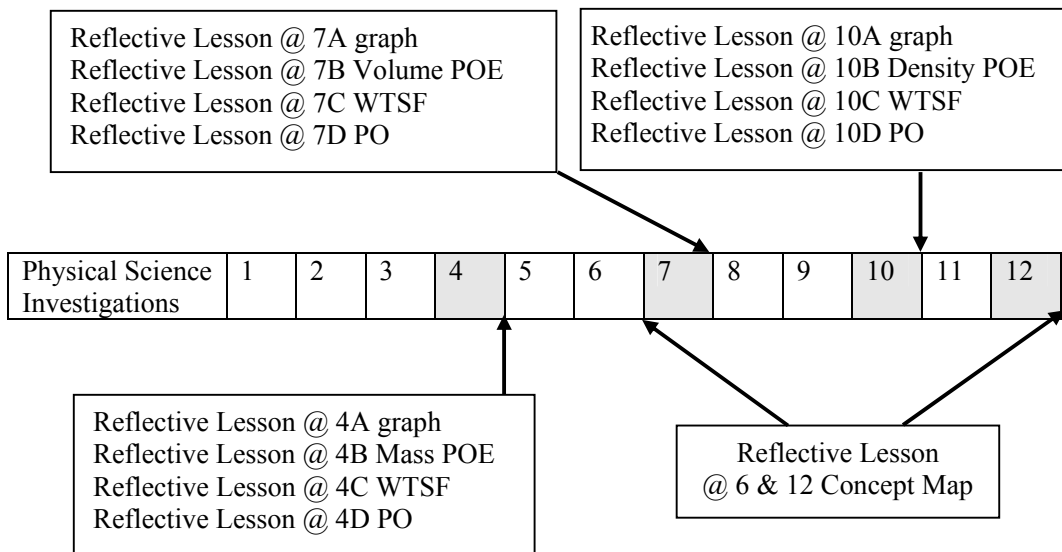 Reflective Lesson @ 7A graph
Reflective Lesson @ 7B Volume POE
Reflective Lesson @ 7C WTSF
Reflective Lesson @ 7D PO
Reflective Lesson @ 10A graph
Reflective Lesson @ 10B Density POE
Reflective Lesson @ 10C WTSF
Reflective Lesson @ 10D PO
Physical Science
Investigations
1 2 3 4 5 6 7 8 9 10 11 12
Reflective Lesson @ 4A graph
Reflective Lesson @ 4B Mass POE
Reflective Lesson @ 4C WTSF
Reflective Lesson @ 4D PO
Reflective Lesson
@ 6 & 12 Concept Map